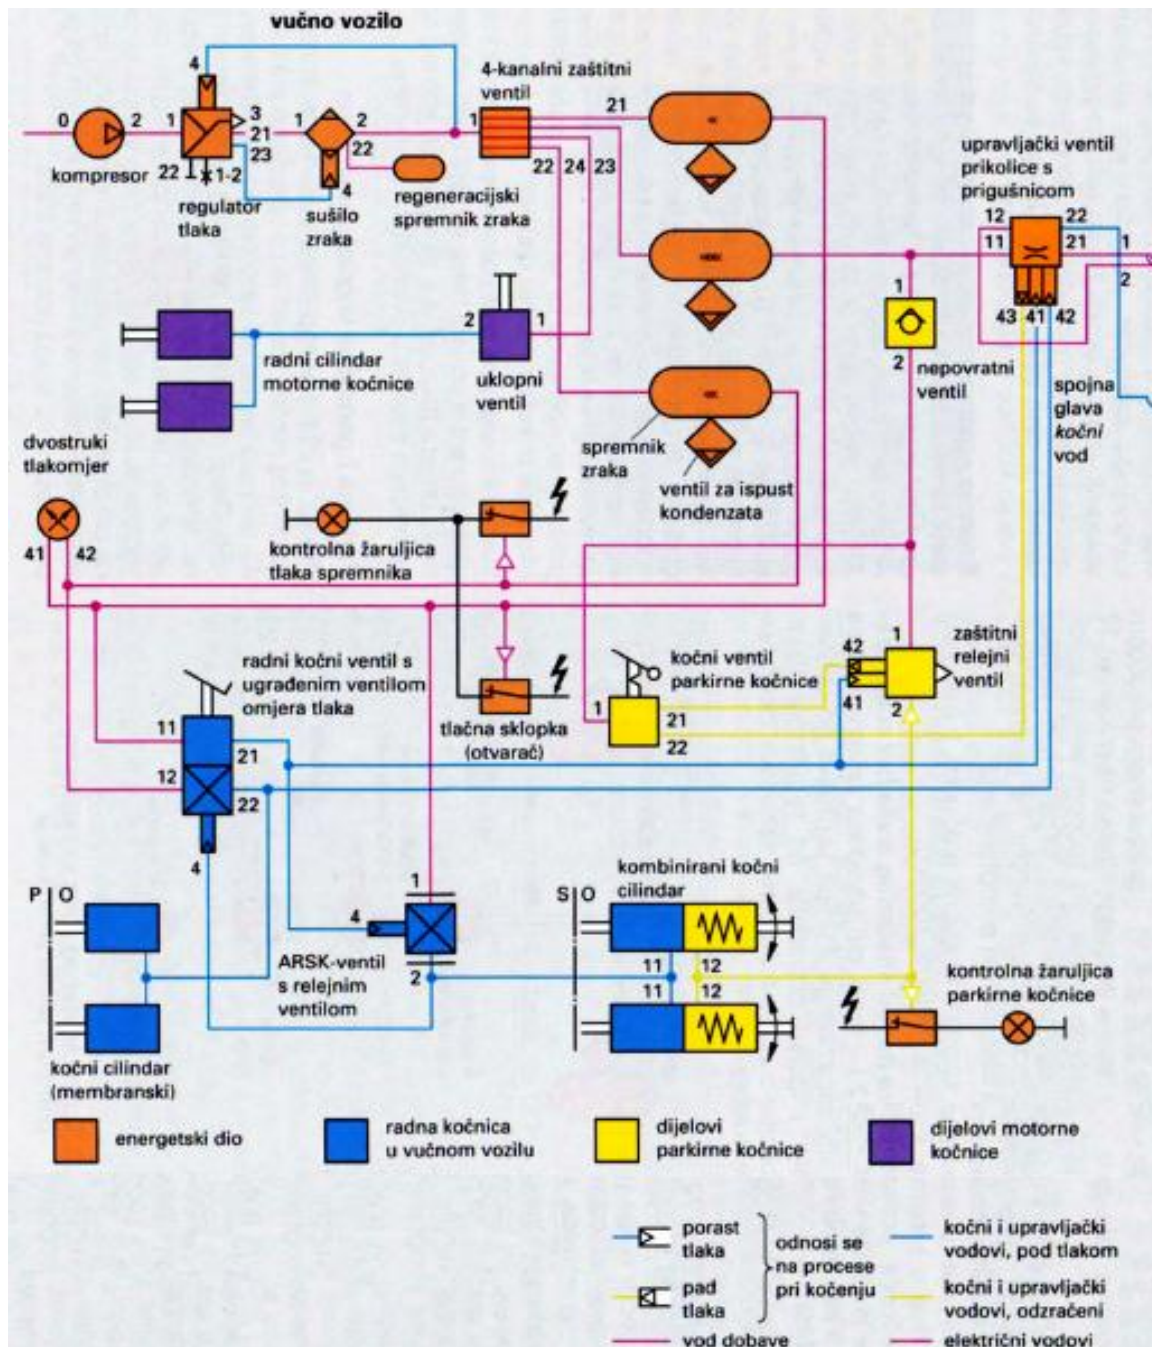 vučno vozilo
4
4-kanalni zaštitni
ventil
0
2
1
3
21
23
1
2
22
1
21
22
24
23
kompresor
22
1-2
regulator
tlaka
4
sušilo
zraka
regeneracijski
spremnik zraka
upravljački ventil
prikolice s
prigušnicom
12
22
11
21
1
2
43
41
42
1
2
nepovratni
ventil
spojna
glava
kočni
vod
2
1
radni cilindar
motorne kočnice
uklopni
ventil
spremnik
zraka
ventil za ispust
kondenzata
dvostruki
tlakomjer
41
42
kontrolna žaruljica
tlaka spremnika
radni kočni ventil s
ugrađenim ventilom
omjera tlaka
11
21
12
22
4
tlačna sklopka
(otvarač)
kočni ventil
parkirne kočnice
1
21
22
42
41
1
2
zaštitni
relejni
ventil
P
O
1
4
2
ARSK-ventil
s relejnim
ventilom
kočni cilindar
(membranski)
kombinirani kočni
cilindar
S
O
11
12
11
12
kontrolna žaruljica
parkirne kočnice
energetski dio
radna kočnica
u vučnom vozilu
dijelovi
parkirne kočnice
dijelovi motorne
kočnice
porast
tlaka
pad
tlaka
odnosi se
na procese
pri kočenju
kočni i upravljački
vodovi, pod tlakom
kočni i upravljački
vodovi, odzračeni
vod dobave
električni vodovi